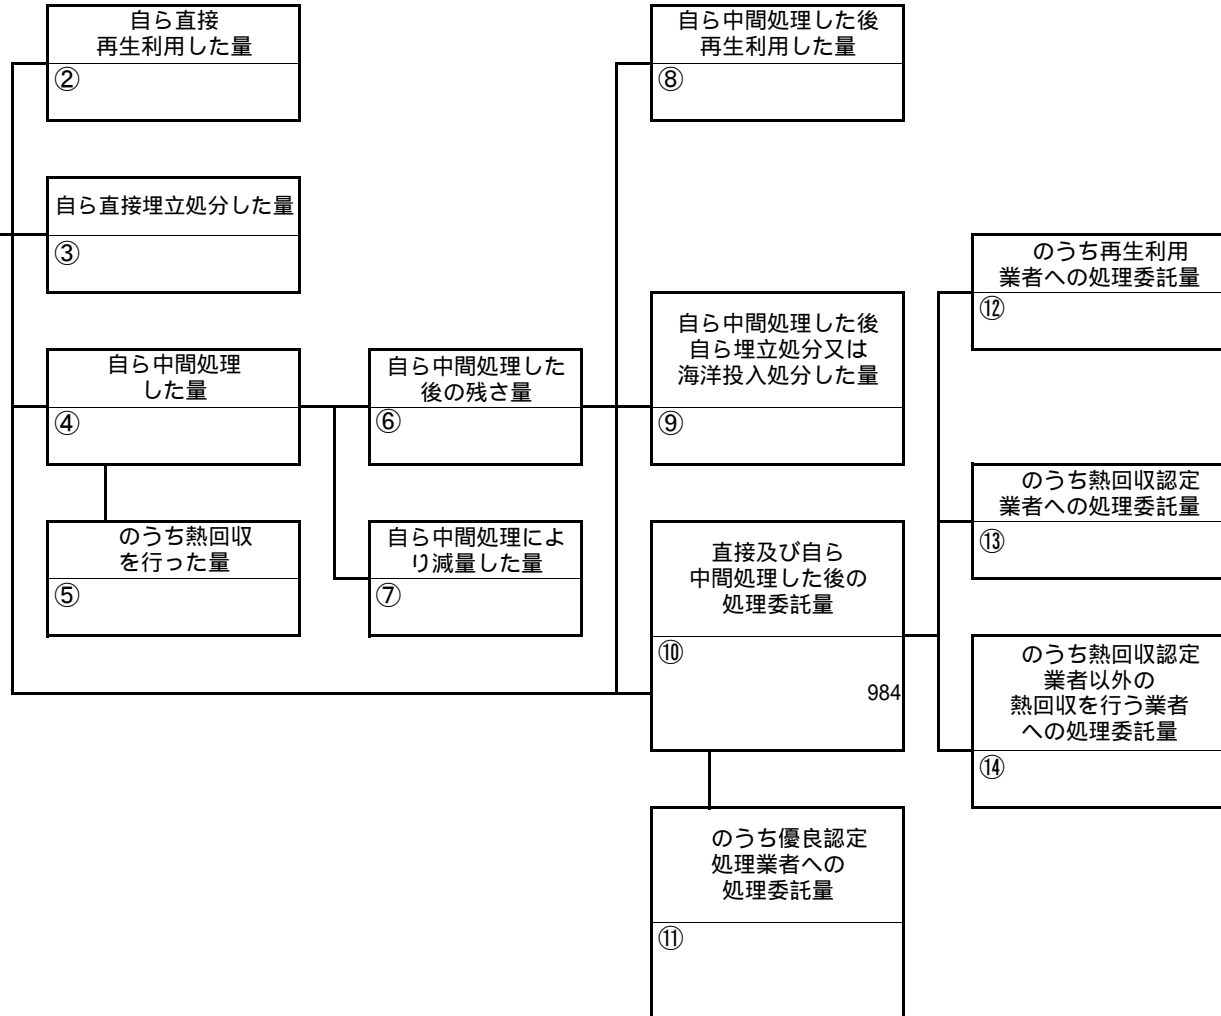 自ら直接
再生利用した量
②
自ら直接埋立処分した量
③
自ら中間処理
した量
④
のうち熱回収
を行った量
⑤
自ら中間処理した
後の残さ量
⑥
自ら中間処理によ
り減量した量
⑦
自ら中間処理した後
再生利用した量
⑧
自ら中間処理した後
自ら埋立処分又は
海洋投入処分した量
⑨
直接及び自ら
中間処理した後の
処理委託量
⑩
984
のうち優良認定
処理業者への
処理委託量
⑪
のうち再生利用
業者への処理委託量
⑫
のうち熱回収認定
業者への処理委託量
⑬
のうち熱回収認定
業者以外の
熱回収を行う業者
への処理委託量
⑭